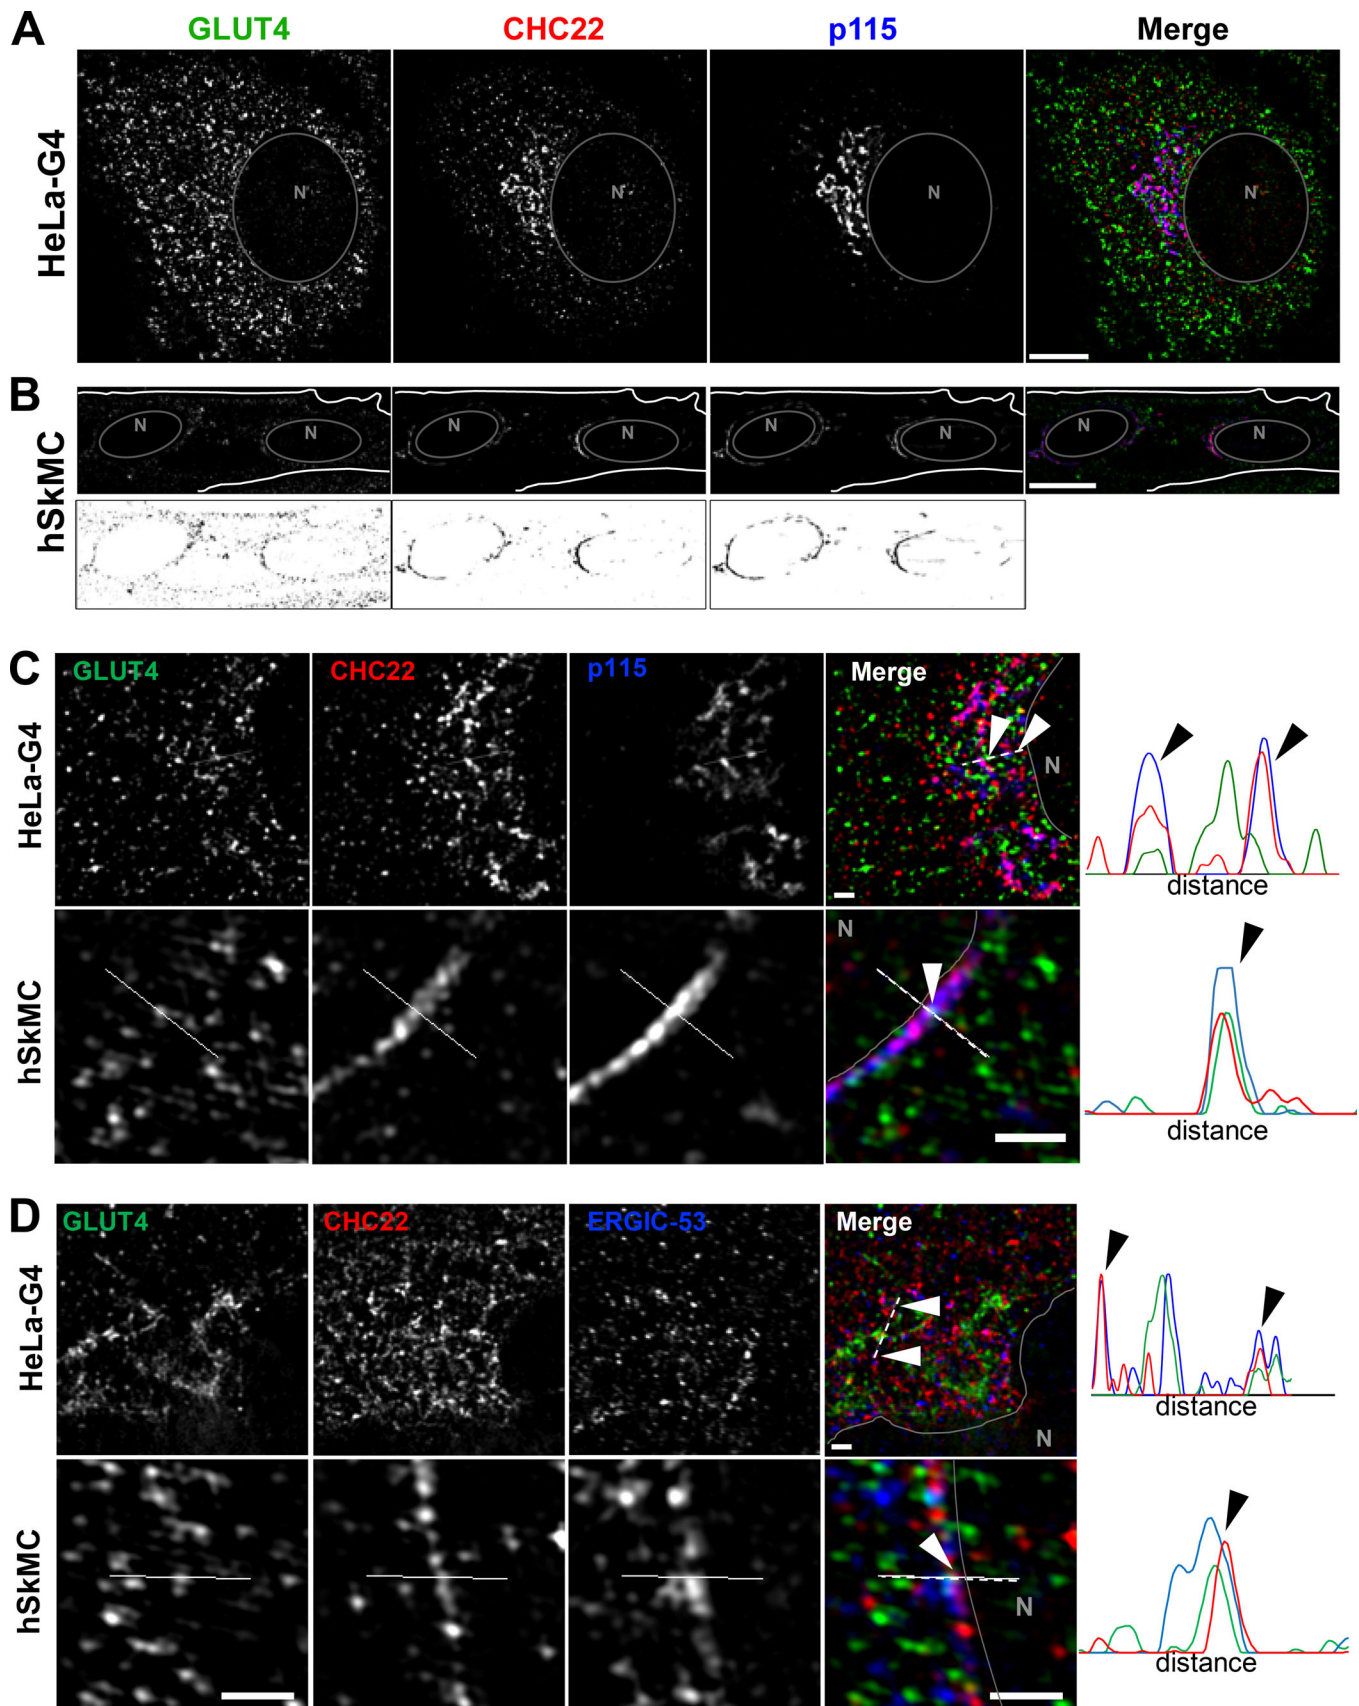 A
GLUT4 CHC22 p115 Merge
HeLa-G4
N N N N
B
hSkMC
N N N N N N N N
C
GLUT4 CHC22 p115 Merge
HeLa-G4
N
distance
hSkMC
N
distance
D
GLUT4 CHC22 ERGIC-53 Merge
HeLa-G4
N
distance
hSkMC
N
distance